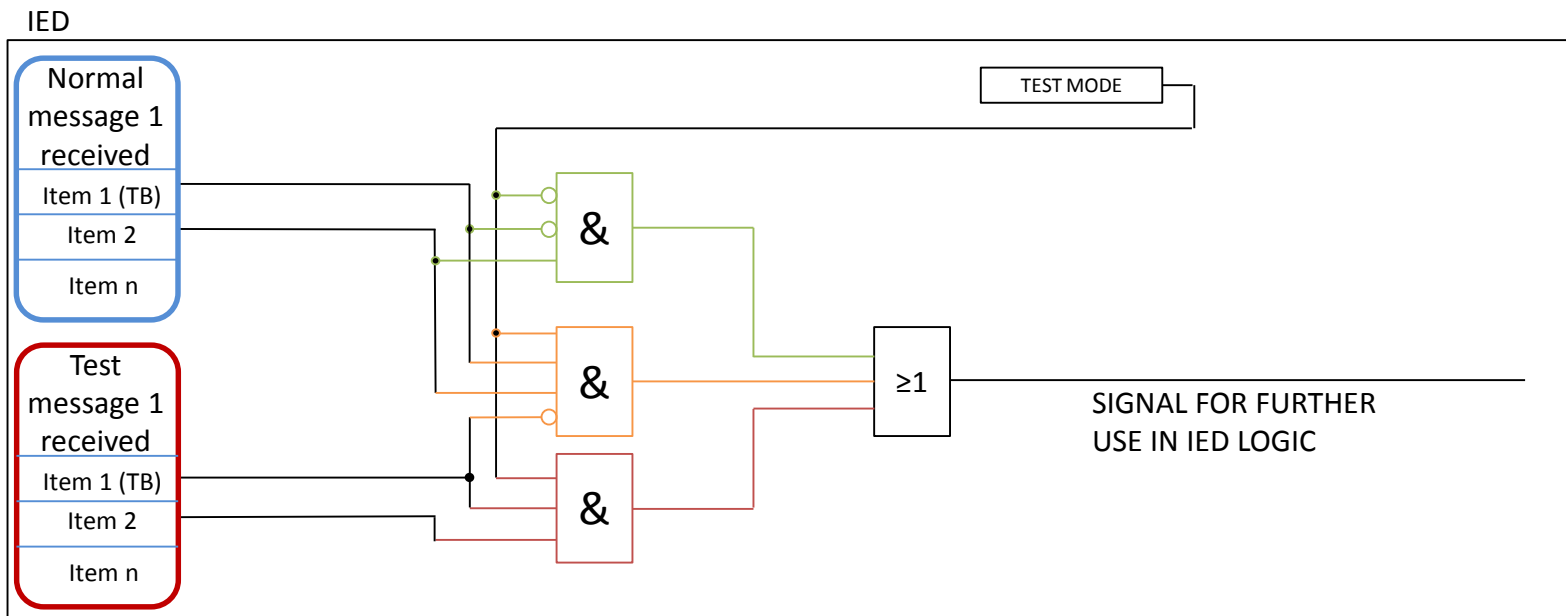 IED
Normal
message 1
received
Item 1 (TB)
Item 2
Item n
TEST MODE
&
&
&
≥1
SIGNAL FOR FURTHER
USE IN IED LOGIC
Test
message 1
received
Item 1 (TB)
Item 2
Item n